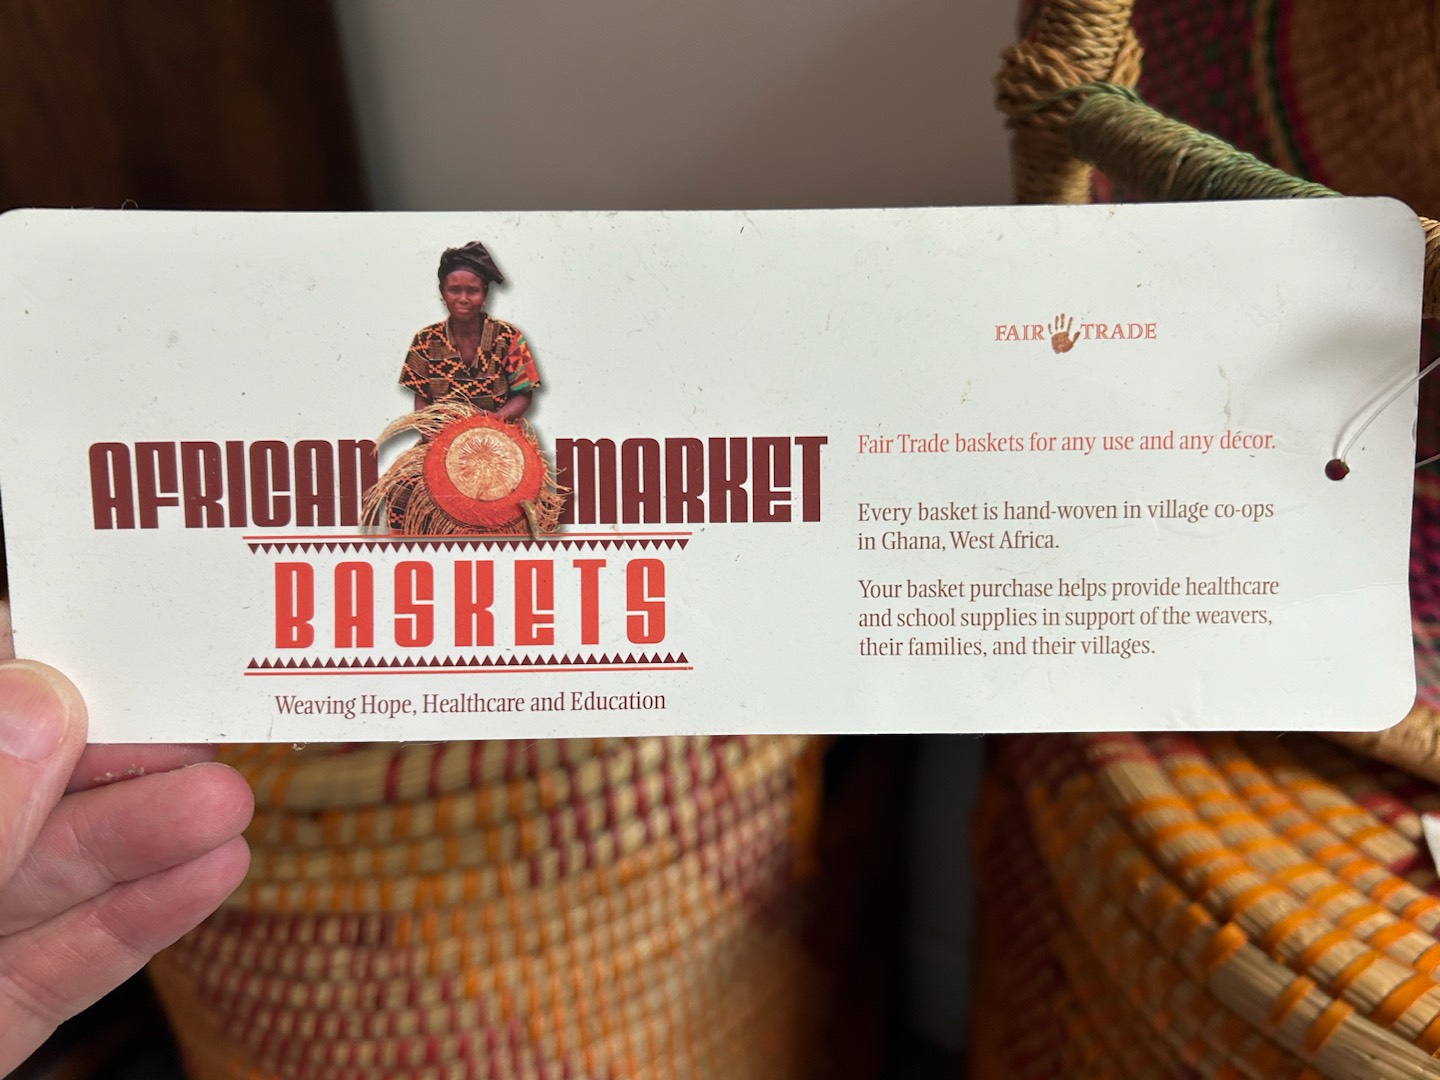 AFRICAN MARKET
BASKETS
Weaving Hope, Healthcare and Education
FAIR TRADE
Fair Trade baskets for any use and any décor.
Every basket is hand-woven in village co-ops
in Ghana, West Africa.
Your basket purchase helps provide healthcare
and school supplies in support of the weavers,
their families, and their villages.